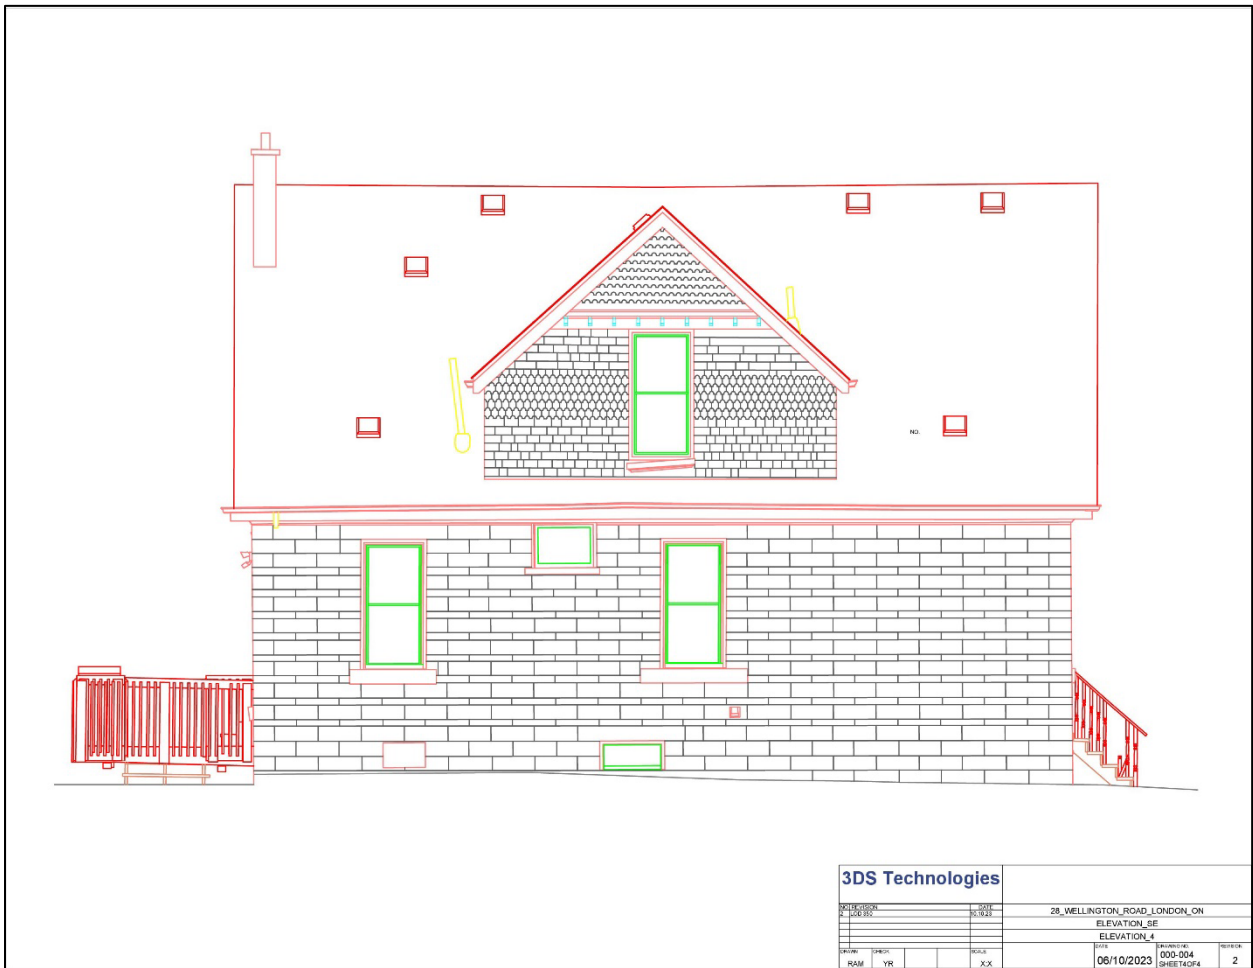 NO.
3DS Technologies
NO. REVISION DATE
2 LOD 350 10.10.23
28_WELLINGTON_ROAD_LONDON_ON
ELEVATION_SE
ELEVATION_4
DRAWN CHECK SCALE DATE DRAWING NO. REVISION
RAM YR X:X 06/10/2023 000-004 2
SHEET4OF4